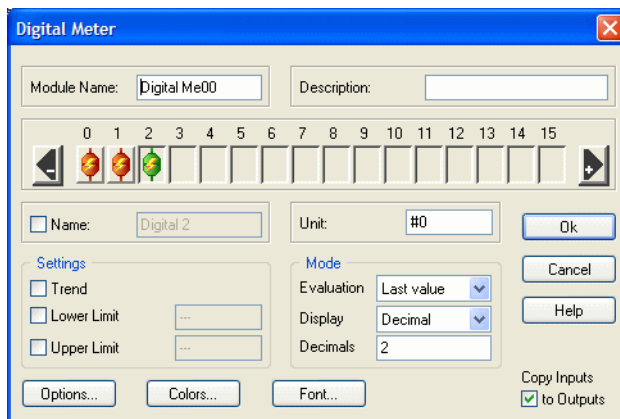 Digital Meter
Module Name: Digital Me00 Description:
0 1 2 3 4 5 6 7 8 9 10 11 12 13 14 15
- +
Name: Digital 2 Unit: #0 Ok
Settings Mode Cancel
Trend Evaluation Last value
Lower Limit --- Display Decimal Help
Upper Limit --- Decimals 2
Options... Colors... Font... Copy Inputs
to Outputs